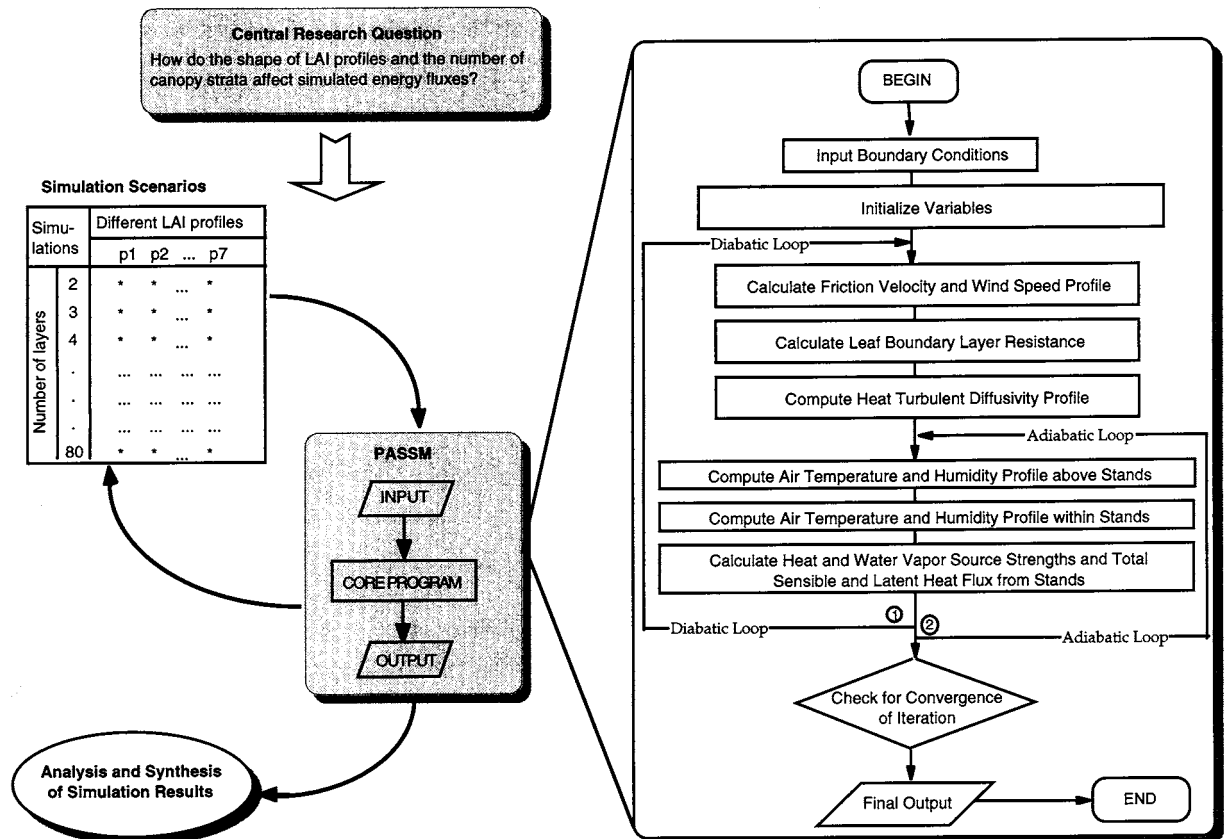 Central Research Question
How do the shape of LAI profiles and the number of
canopy strata affect simulated energy fluxes?
Simulation Scenarios
Simu-
lations
Different LAI profiles
p1 p2 ... p7
Number of layers
2 * * ... *
3 * * ... *
4 * * ... *
. ... ... ... ...
. ... ... ... ...
. ... ... ... ...
80 * * ... *
PASSM
INPUT
CORE PROGRAM
OUTPUT
Analysis and Synthesis
of Simulation Results
BEGIN
Input Boundary Conditions
Initialize Variables
Diabatic Loop
Calculate Friction Velocity and Wind Speed Profile
Calculate Leaf Boundary Layer Resistance
Compute Heat Turbulent Diffusivity Profile
Adiabatic Loop
Compute Air Temperature and Humidity Profile above Stands
Compute Air Temperature and Humidity Profile within Stands
Calculate Heat and Water Vapor Source Strengths and Total
Sensible and Latent Heat Flux from Stands
① ②
Diabatic Loop
Adiabatic Loop
Check for Convergence
of Iteration
Final Output
END